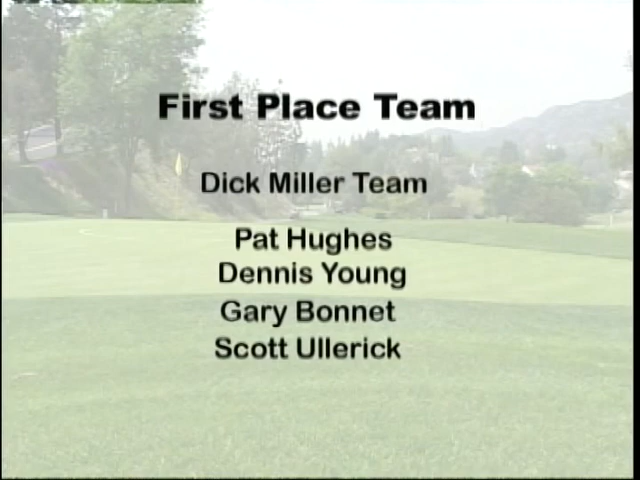 First Place Team
Dick Miller Team
Pat Hughes
Dennis Young
Gary Bonnet
Scott Ullerick